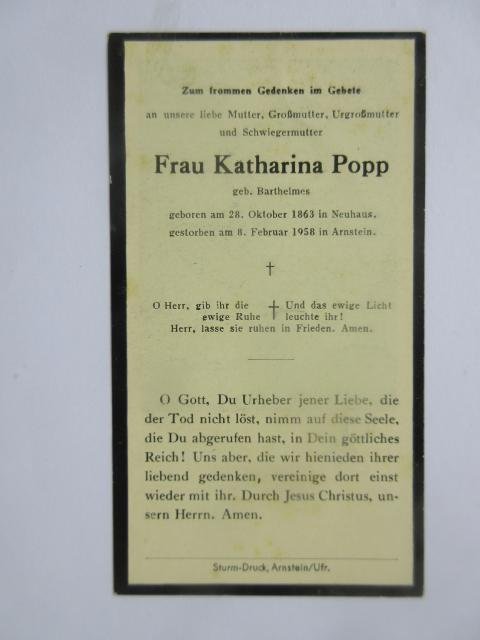 Zum frommen Gedenken im Gebete
an unsere liebe Mutter, Großmutter, Urgroßmutter
und Schwiegermutter
Frau Katharina Popp
geb. Barthelmes
geboren am 28. Oktober 1863 in Neuhaus,
gestorben am 8. Februar 1958 in Arnstein.
O Herr, gib ihr die ewige Ruhe
Und das ewige Licht leuchte ihr!
Herr, lasse sie ruhen in Frieden. Amen.
O Gott, Du Urheber jener Liebe, die
der Tod nicht löst, nimm auf diese Seele,
die Du abgerufen hast, in Dein göttliches
Reich! Uns aber, die wir hienieden ihrer
liebend gedenken, vereinige dort einst
wieder mit ihr. Durch Jesus Christus, un-
sern Herrn. Amen.
Sturm-Druck, Arnstein/Ufr.